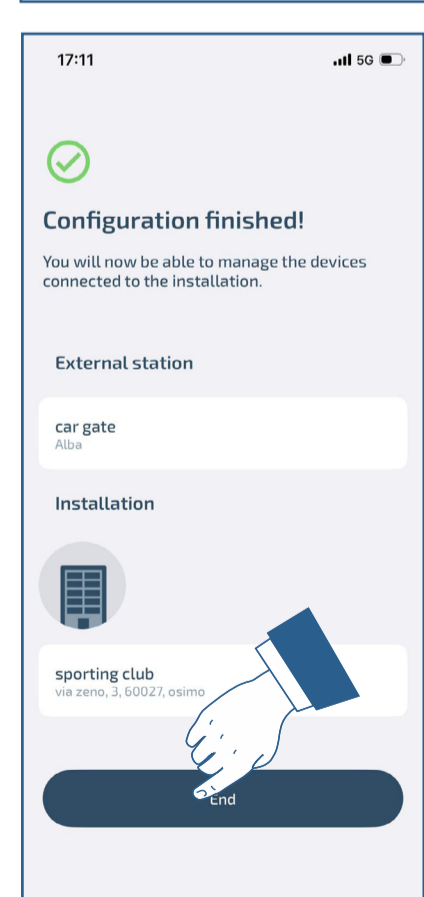 17:11
5G
Configuration finished!
You will now be able to manage the devices
connected to the installation.
External station
car gate
Alba
Installation
sporting club
via zeno, 3, 60027, osimo
End